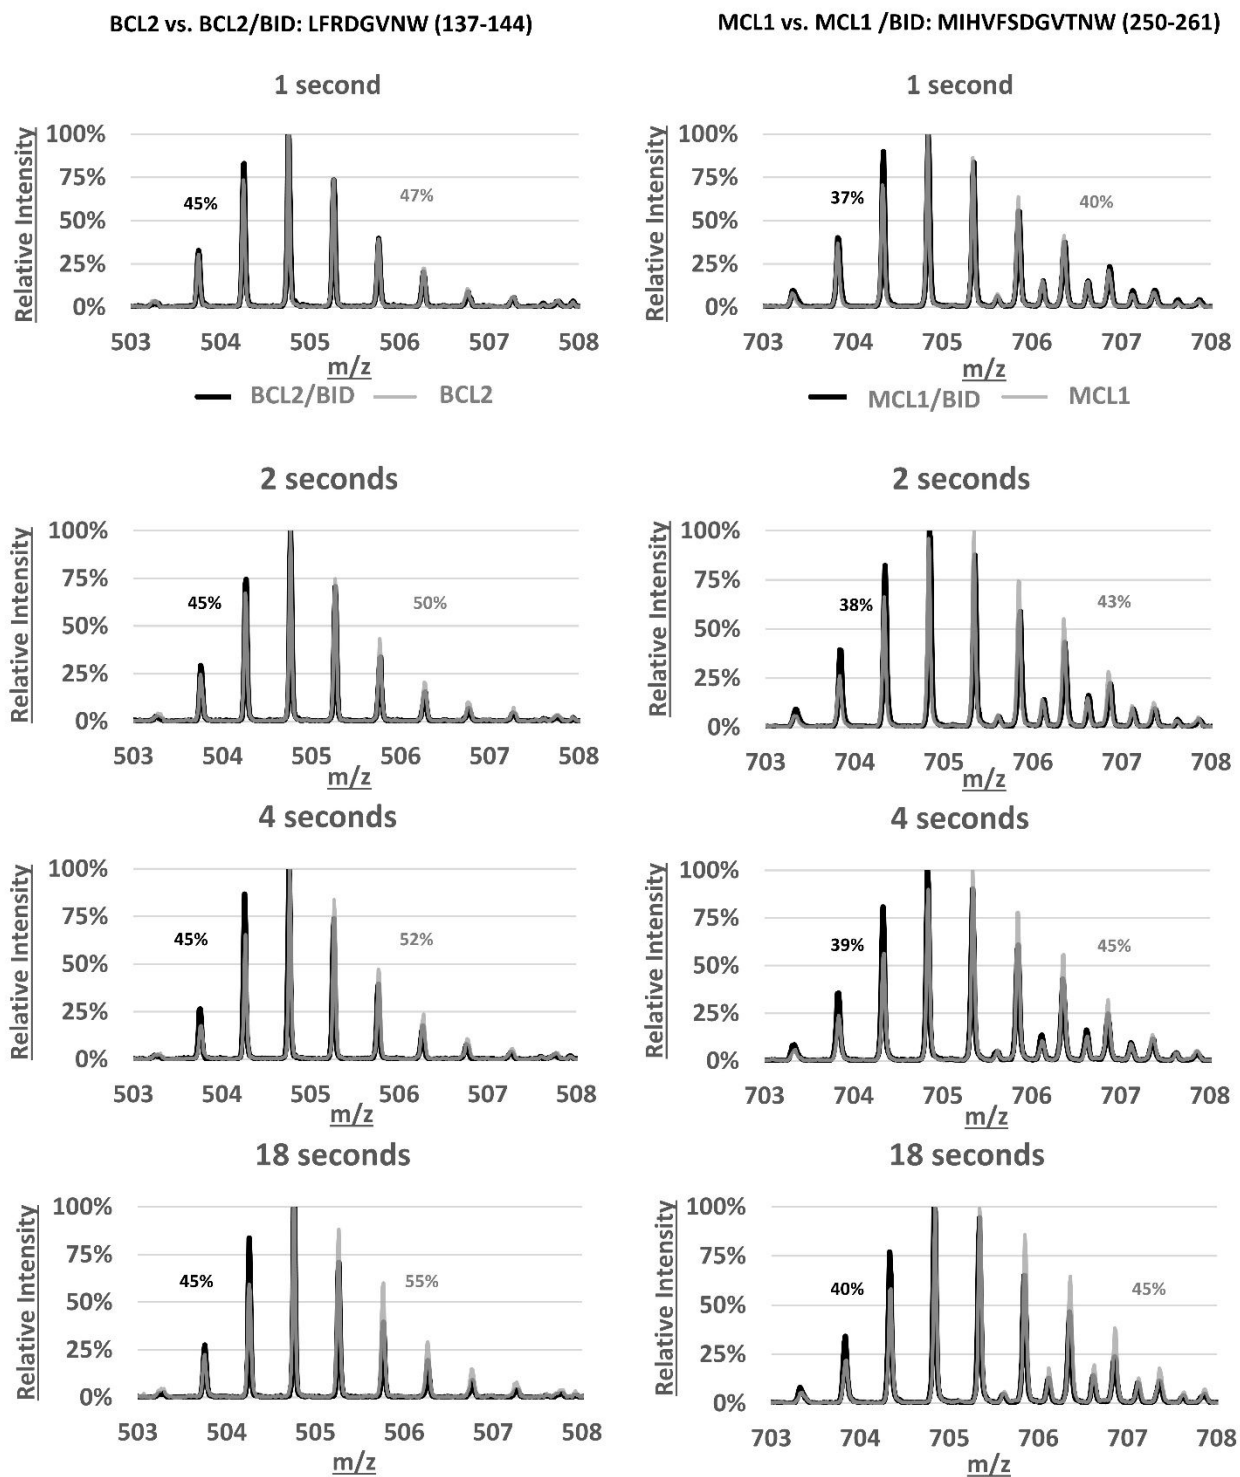 BCL2 vs. BCL2/BID: LFRDGVNW (137-144)
MCL1 vs. MCL1 /BID: MIHVFSDGVTNW (250-261)
1 second
Relative Intensity
100%
75%
50%
25%
0%
45%
47%
503 504 505 506 507 508
m/z
BCL2/BID BCL2
1 second
Relative Intensity
100%
75%
50%
25%
0%
37%
40%
703 704 705 706 707 708
m/z
MCL1/BID MCL1
2 seconds
Relative Intensity
100%
75%
50%
25%
0%
45%
50%
503 504 505 506 507 508
m/z
2 seconds
Relative Intensity
100%
75%
50%
25%
0%
38%
43%
703 704 705 706 707 708
m/z
4 seconds
Relative Intensity
100%
75%
50%
25%
0%
45%
52%
503 504 505 506 507 508
m/z
4 seconds
Relative Intensity
100%
75%
50%
25%
0%
39%
45%
703 704 705 706 707 708
m/z
18 seconds
Relative Intensity
100%
75%
50%
25%
0%
45%
55%
503 504 505 506 507 508
m/z
18 seconds
Relative Intensity
100%
75%
50%
25%
0%
40%
45%
703 704 705 706 707 708
m/z